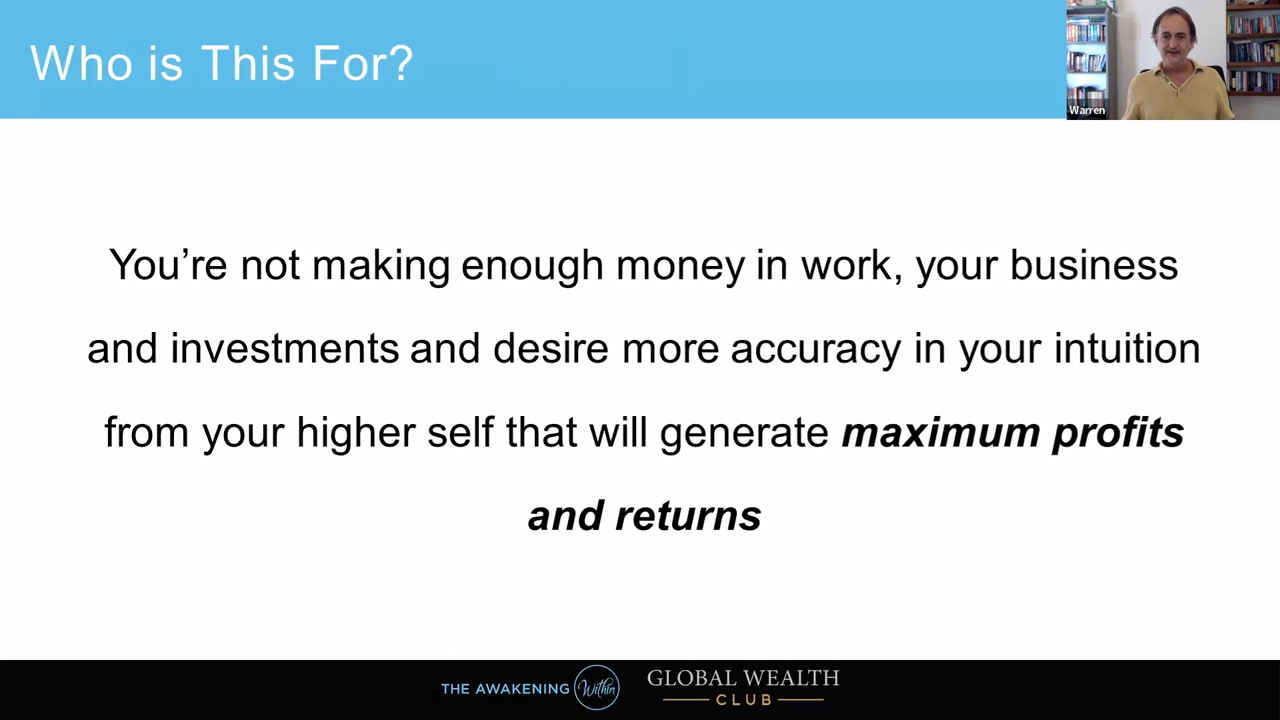 Who is This For?
Warren
You’re not making enough money in work, your business
and investments and desire more accuracy in your intuition
from your higher self that will generate maximum profits
and returns
THE AWAKENING Within
GLOBAL WEALTH
CLUB